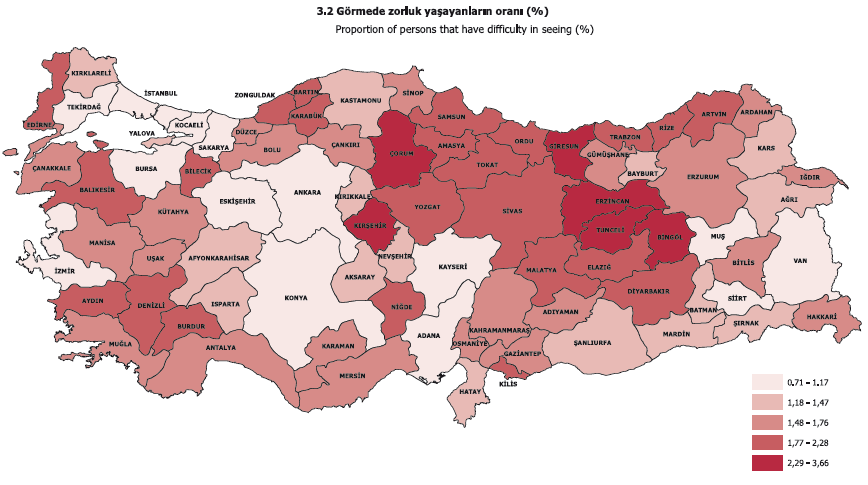 3.2 Görmede zorluk yaşayanların oranı (%)
Proportion of persons that have difficulty in seeing (%)
KIRKLARELİ
İSTANBUL
TEKİRDAĞ
EDİRNE
YALOVA
KOCAELİ
SAKARYA
DÜZCE
ZONGULDAK
BARTIN
KARABÜK
KASTAMONU
SİNOP
SAMSUN
BOLU
ÇANKIRI
ÇORUM
AMASYA
ORDU
TOKAT
GİRESUN
TRABZON
GÜMÜŞHANE
RİZE
ARTVİN
ARDAHAN
KARS
BAYBURT
ERZURUM
IĞDIR
AĞRI
ÇANAKKALE
BALIKESİR
BURSA
BİLECİK
ESKİŞEHİR
ANKARA
KIRIKKALE
KIRŞEHİR
YOZGAT
SİVAS
ERZİNCAN
TUNCELİ
BİNGÖL
MUŞ
BİTLİS
VAN
KÜTAHYA
MANİSA
UŞAK
AFYONKARAHİSAR
İZMİR
AYDIN
DENİZLİ
ISPARTA
BURDUR
MUĞLA
ANTALYA
KONYA
AKSARAY
NEVŞEHİR
KAYSERİ
NİĞDE
KARAMAN
MERSİN
ADANA
MALATYA
ELAZIĞ
DİYARBAKIR
BATMAN
SİİRT
ŞIRNAK
HAKKARİ
MARDİN
ADIYAMAN
KAHRAMANMARAŞ
OSMANİYE
GAZİANTEP
ŞANLIURFA
KİLİS
HATAY
0.71 – 1.17
1,18 – 1,47
1,48 – 1,76
1,77 – 2,28
2,29 – 3,66